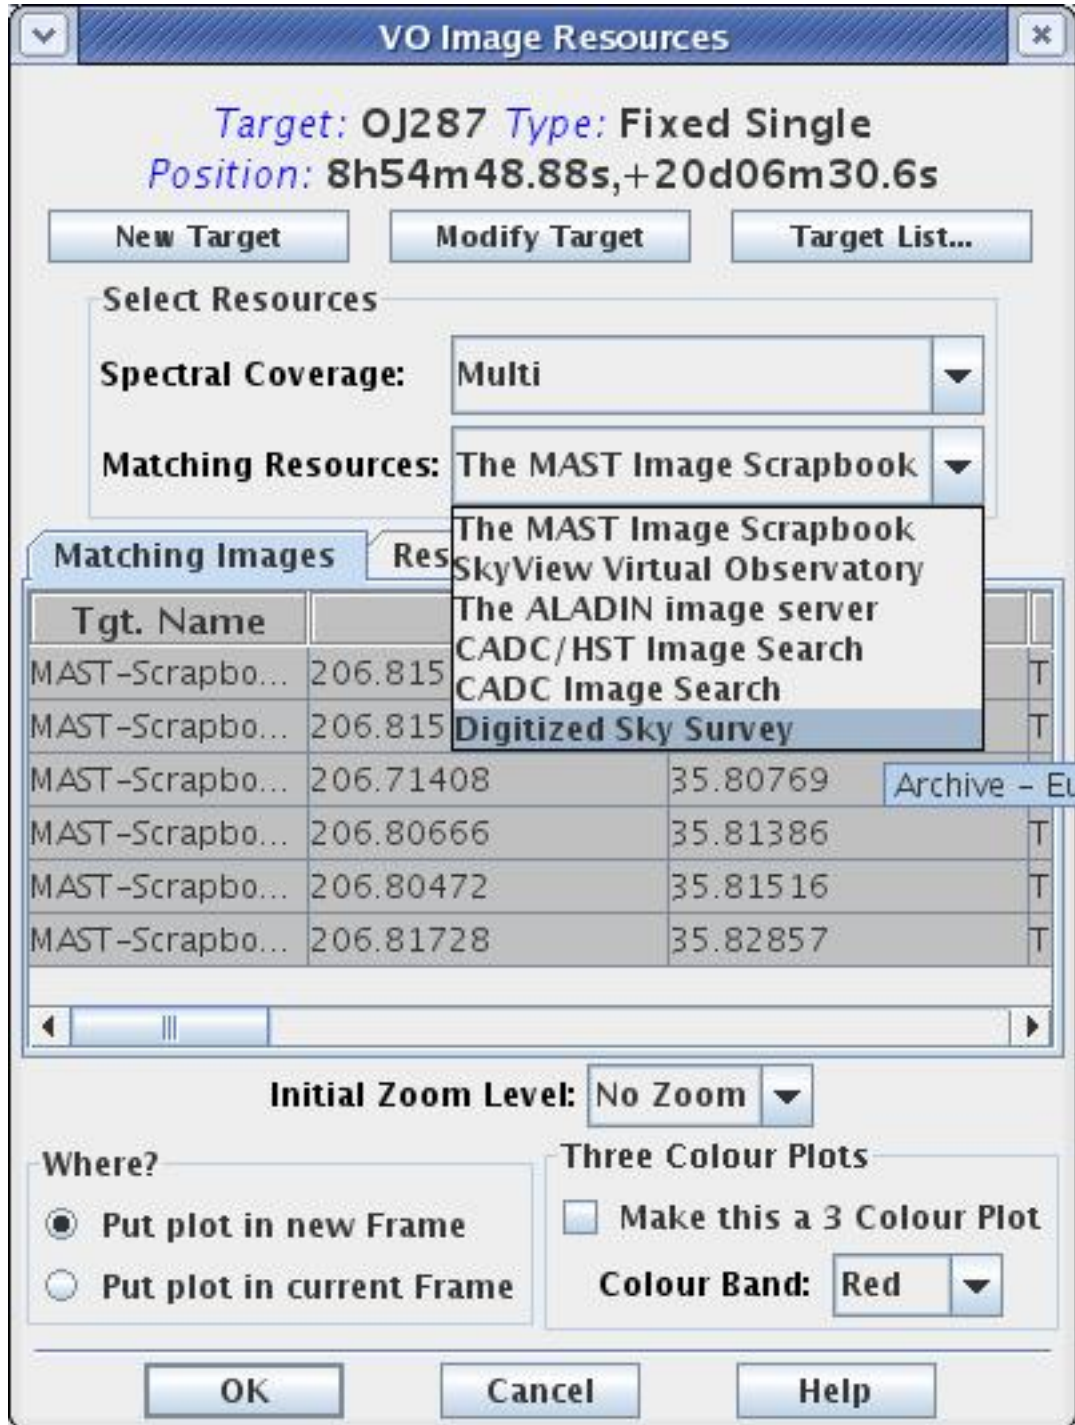 VO Image Resources
Target: OJ287 Type: Fixed Single
Position: 8h54m48.88s,+20d06m30.6s
New Target Modify Target Target List...
Select Resources
Spectral Coverage: Multi
Matching Resources: The MAST Image Scrapbook
The MAST Image Scrapbook
SkyView Virtual Observatory
The ALADIN image server
CADC/HST Image Search
CADC Image Search
Digitized Sky Survey
Matching Images Res
Tgt. Name
MAST-Scrapbo... 206.815 T
MAST-Scrapbo... 206.815 T
MAST-Scrapbo... 206.71408 35.80769
Archive - Eu
MAST-Scrapbo... 206.80666 35.81386 T
MAST-Scrapbo... 206.80472 35.81516 T
MAST-Scrapbo... 206.81728 35.82857 T
Initial Zoom Level: No Zoom
Where?
Put plot in new Frame
Put plot in current Frame
Three Colour Plots
Make this a 3 Colour Plot
Colour Band: Red
OK Cancel Help